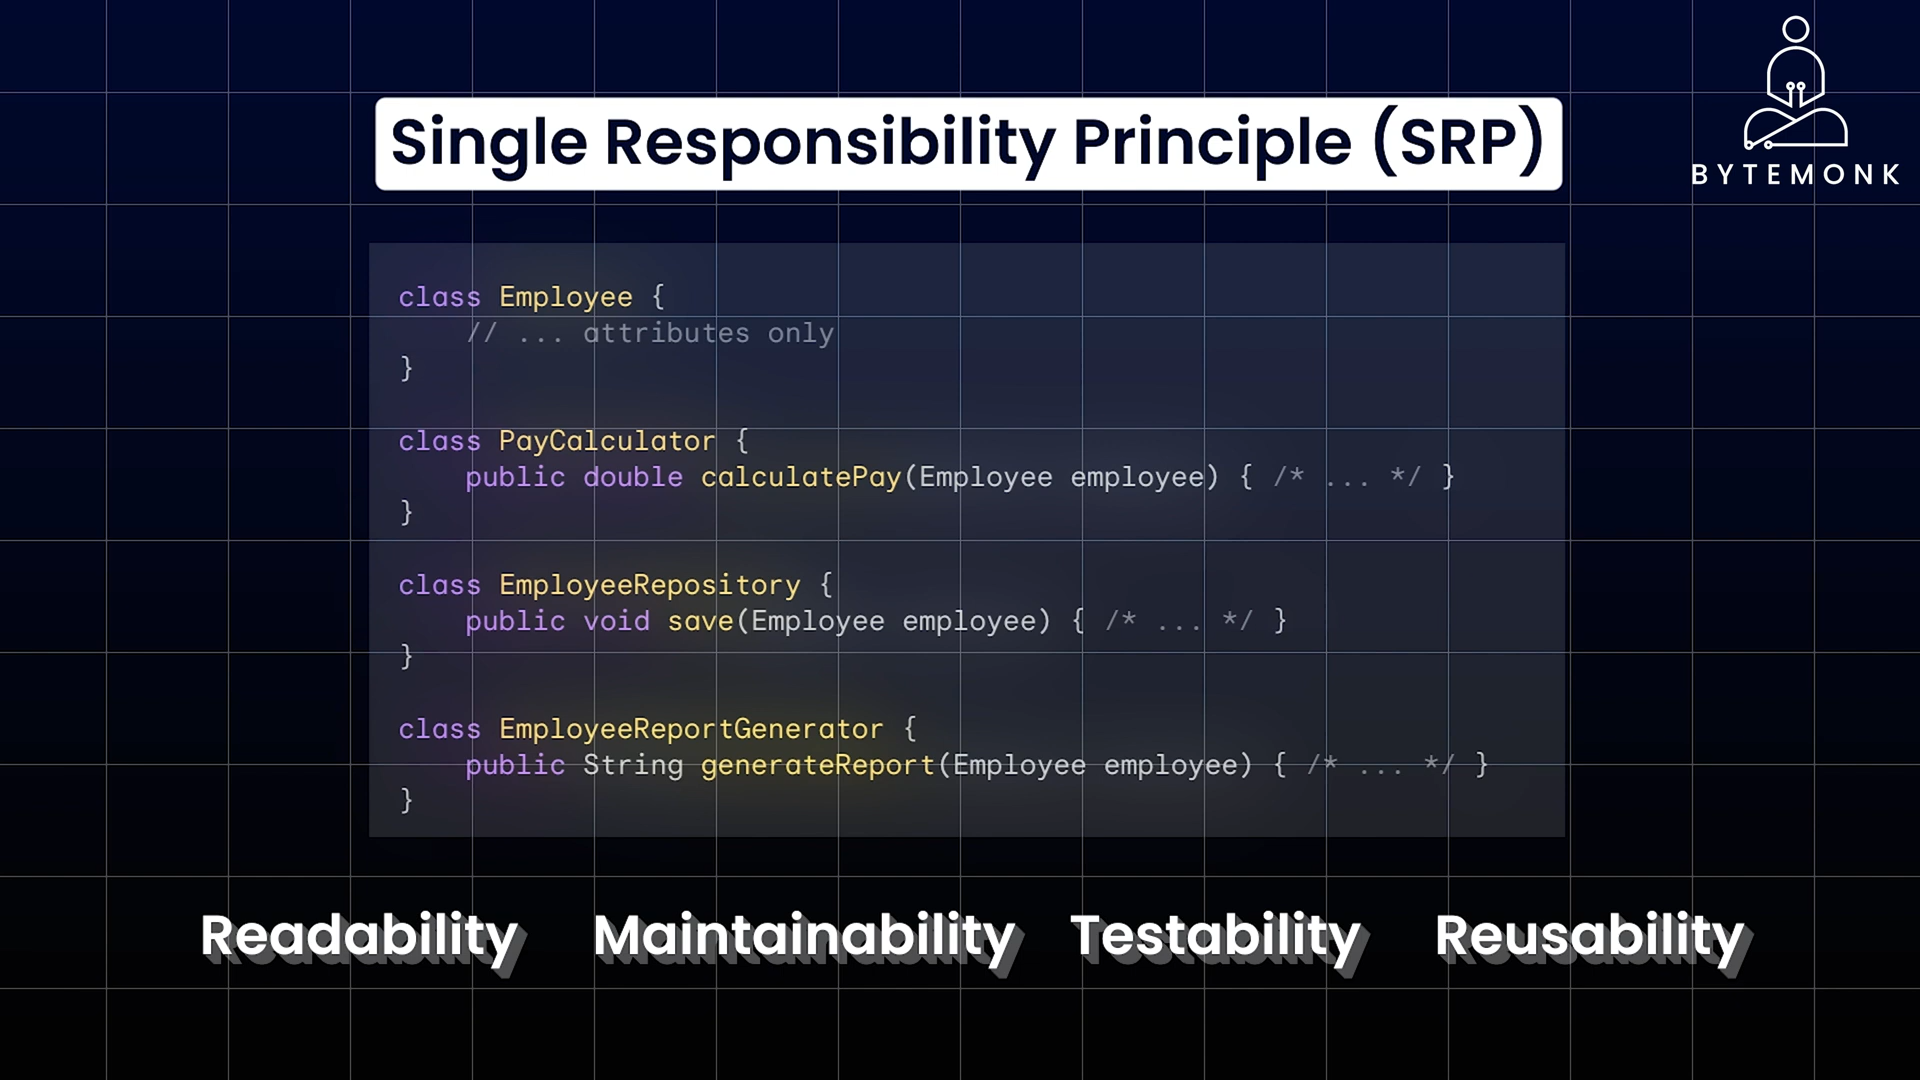 Single Responsibility Principle (SRP)
BYTEMONK
class Employee {
    // ... attributes only
}
class PayCalculator {
    public double calculatePay(Employee employee) { /* ... */ }
}
class EmployeeRepository {
    public void save(Employee employee) { /* ... */ }
}
class EmployeeReportGenerator {
    public String generateReport(Employee employee) { /* ... */ }
}
Readability Maintainability Testability Reusability